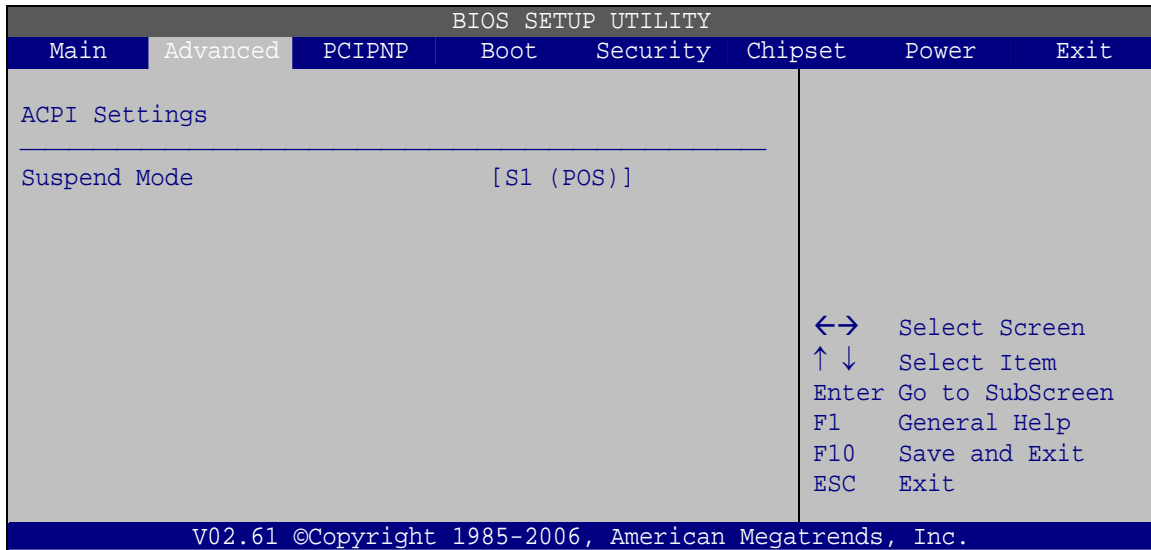 BIOS SETUP UTILITY
Main Advanced PCIPNP Boot Security Chipset Power Exit
ACPI Settings
Suspend Mode [S1 (POS)]
←→ Select Screen
↑ ↓ Select Item
Enter Go to SubScreen
F1 General Help
F10 Save and Exit
ESC Exit
V02.61 ©Copyright 1985-2006, American Megatrends, Inc.